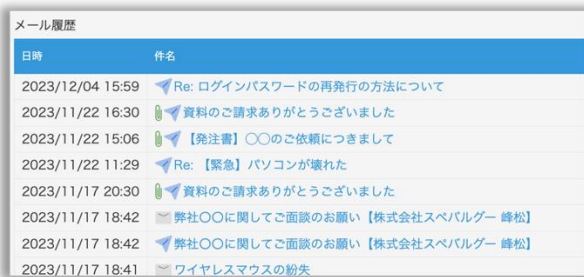 メール履歴
日時 件名
2023/12/04 15:59 Re: ログインパスワードの再発行の方法について
2023/11/22 16:30 資料のご請求ありがとうございました
2023/11/22 15:06 【発注書】〇〇のご依頼につきまして
2023/11/22 11:29 Re: 【緊急】パソコンが壊れた
2023/11/17 20:30 資料のご請求ありがとうございました
2023/11/17 18:42 弊社〇〇に関してご面談のお願い【株式会社スペパルグー 峰松】
2023/11/17 18:42 弊社〇〇に関してご面談のお願い【株式会社スペパルグー 峰松】
2023/11/17 18:41 ワイヤレスマウスの紛失